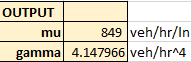 OUTPUT
mu 849 veh/hr/ln
gamma 4.147966 veh/hr^4